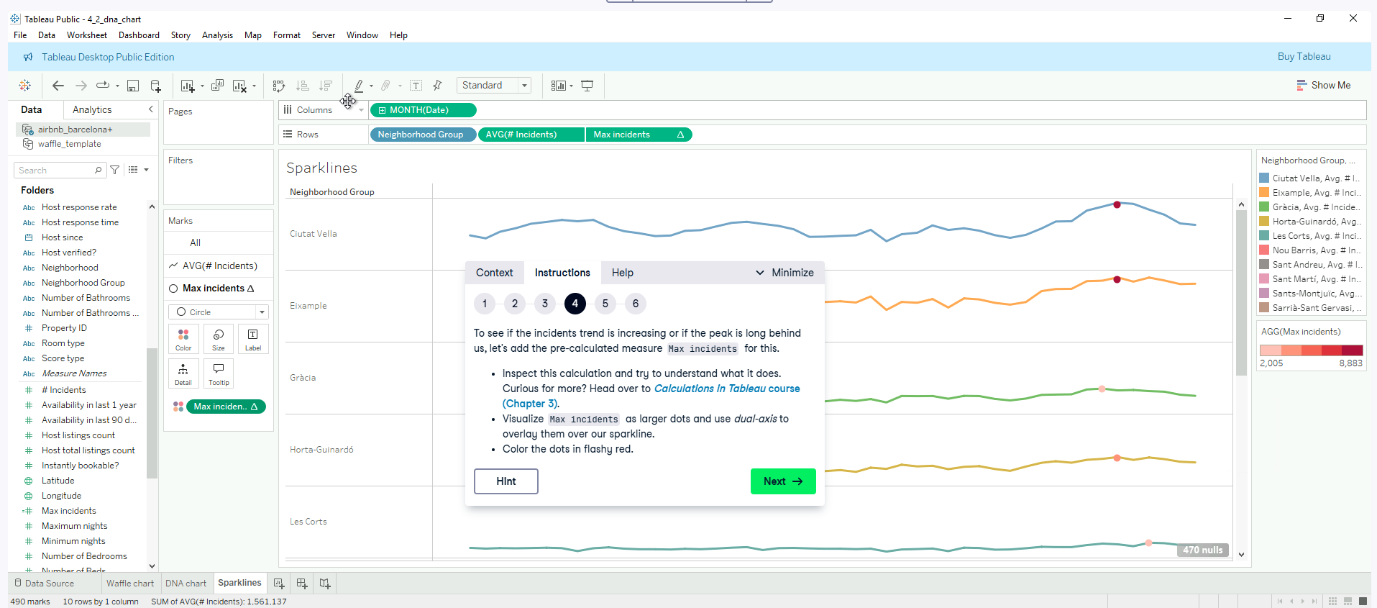 Tableau Public - 4_2_dna_chart
File Data Worksheet Dashboard Story Analysis Map Format Server Window Help
Tableau Desktop Public Edition
Buy Tableau
Standard
Show Me
Data Analytics
airbnb_barcelona+
waffle_template
Search
Folders
Abc Host response rate
Abc Host response time
Host since
Abc Host verified?
Abc Neighborhood
Abc Neighborhood Group
Abc Number of Bathrooms
Abc Number of Bathrooms ...
# Property ID
Abc Room type
Abc Score type
Abc Measure Names
# # Incidents
# Availability in last 1 year
# Availability in last 90 d...
# Host listings count
# Host total listings count
# Instantly bookable?
Latitude
Longitude
=# Max incidents
# Maximum nights
# Minimum nights
# Number of Bedrooms
# Number of Beds
Pages
Filters
Marks
All
AVG(# Incidents)
Max incidents Δ
Circle
Color Size Label
Detail Tooltip
Max inciden.. Δ
Columns
MONTH(Date)
Rows
Neighborhood Group AVG(# Incidents) Max incidents Δ
Sparklines
Neighborhood Group
Ciutat Vella
Eixample
Gràcia
Horta-Guinardó
Les Corts
470 nulls
Context Instructions Help Minimize
1 2 3 4 5 6
To see if the incidents trend is increasing or if the peak is long behind
us, let's add the pre-calculated measure Max incidents for this.
• Inspect this calculation and try to understand what it does.
Curious for more? Head over to Calculations in Tableau course
(Chapter 3).
• Visualize Max incidents as larger dots and use dual-axis to
overlay them over our sparkline.
• Color the dots in flashy red.
Hint
Next →
Neighborhood Group, ...
Ciutat Vella, Avg. # I..
Eixample, Avg. # Inci..
Gràcia, Avg. # Incide..
Horta-Guinardó, Avg..
Les Corts, Avg. # Inci..
Nou Barris, Avg. # In..
Sant Andreu, Avg. # I..
Sant Martí, Avg. # In..
Sants-Montjuïc, Avg...
Sarrià-Sant Gervasi, ..
AGG(Max incidents)
2,005 8,883
Data Source Waffle chart DNA chart Sparklines
490 marks 10 rows by 1 column SUM of AVG(# Incidents): 1,561.137